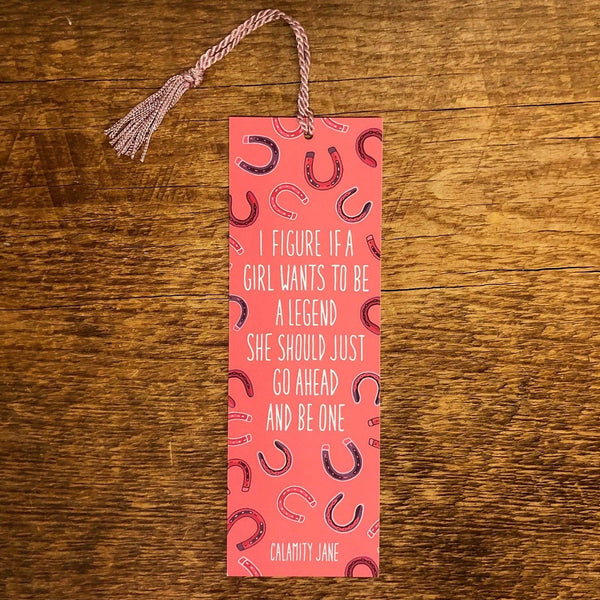 I FIGURE IF A
GIRL WANTS TO BE
A LEGEND
SHE SHOULD JUST
GO AHEAD
AND BE ONE
CALAMITY JANE